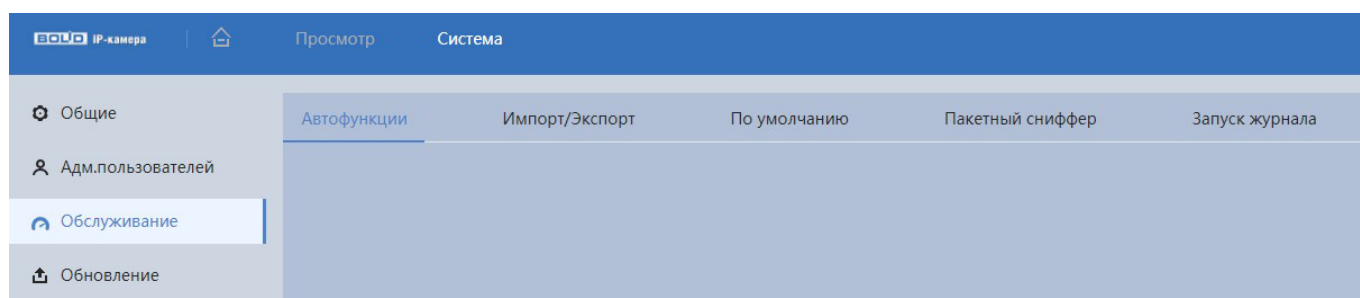 BOLID IP-камера Просмотр Система
Общие
Автофункции Импорт/Экспорт По умолчанию Пакетный сниффер Запуск журнала
Адм.пользователей
Обслуживание
Обновление